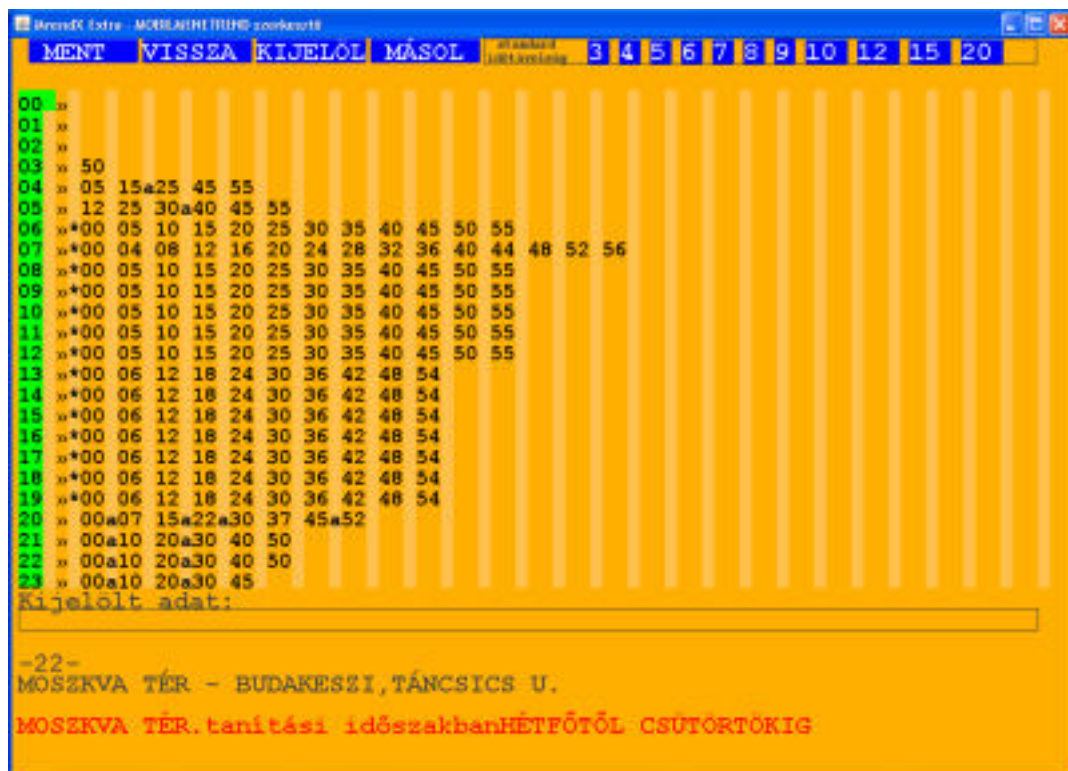 MOBILMENETREND szerkesztő
MENT VISSZA KIJELÖL MÁSOL standard 3 4 5 6 7 8 9 10 12 15 20
00 »
01 »
02 »
03 » 50
04 » 05 15a25 45 55
05 » 12 25 30a40 45 55
06 »*00 05 10 15 20 25 30 35 40 45 50 55
07 »*00 04 08 12 16 20 24 28 32 36 40 44 48 52 56
08 »*00 05 10 15 20 25 30 35 40 45 50 55
09 »*00 05 10 15 20 25 30 35 40 45 50 55
10 »*00 05 10 15 20 25 30 35 40 45 50 55
11 »*00 05 10 15 20 25 30 35 40 45 50 55
12 »*00 05 10 15 20 25 30 35 40 45 50 55
13 »*00 06 12 18 24 30 36 42 48 54
14 »*00 06 12 18 24 30 36 42 48 54
15 »*00 06 12 18 24 30 36 42 48 54
16 »*00 06 12 18 24 30 36 42 48 54
17 »*00 06 12 18 24 30 36 42 48 54
18 »*00 06 12 18 24 30 36 42 48 54
19 »*00 06 12 18 24 30 36 42 48 54
20 » 00a07 15a22a30 37 45a52
21 » 00a10 20a30 40 50
22 » 00a10 20a30 40 50
23 » 00a10 20a30 45
Kijelölt adat:
-22-
MOSZKVA TÉR - BUDAKESZI,TÁNCSICS U.
MOSZKVA TÉR.tanítási időszakbanHÉTFŐTŐL CSÜTÖRTÖKIG